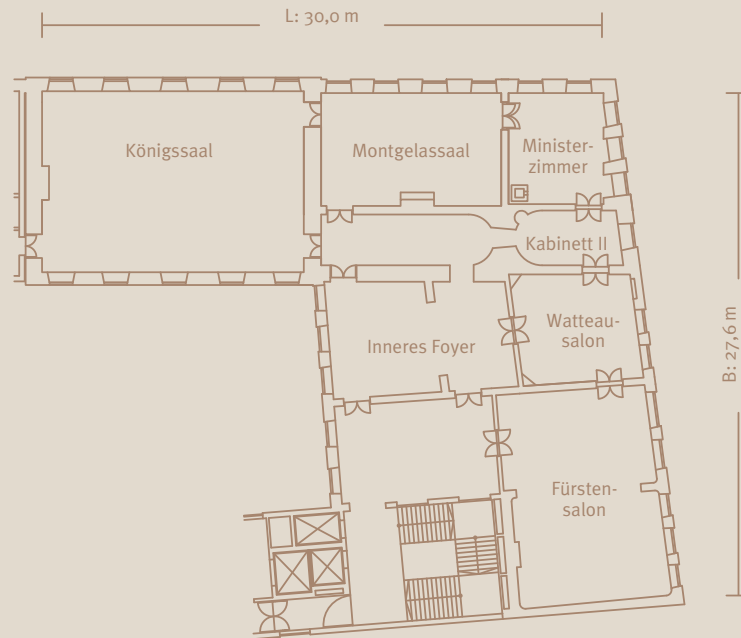 L: 30,0 m
Königssaal
Montgelassaal
Minister-
zimmer
Kabinett II
Inneres Foyer
Watteau-
salon
B: 27,6 m
Fürsten-
salon